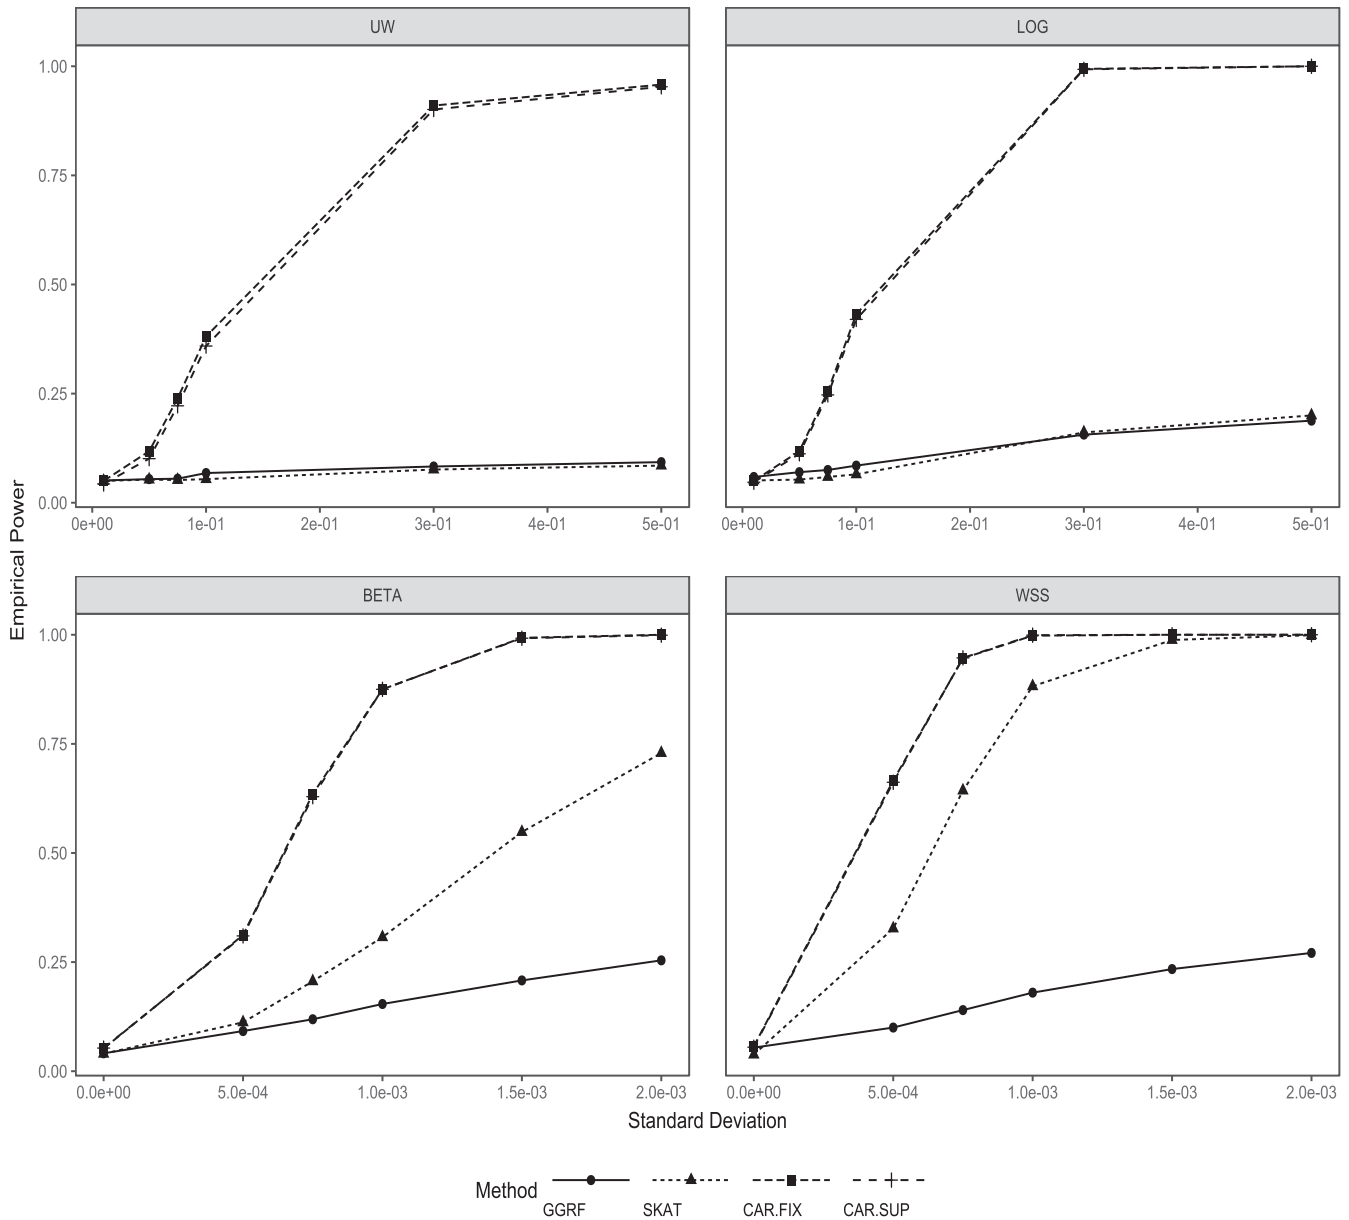 UW
LOG
1.00
0.75
0.50
0.25
0.00
0e+00 1e-01 2e-01 3e-01 4e-01 5e-01
0e+00 1e-01 2e-01 3e-01 4e-01 5e-01
Empirical Power
BETA
WSS
1.00
0.75
0.50
0.25
0.00
0.0e+00 5.0e-04 1.0e-03 1.5e-03 2.0e-03
0.0e+00 5.0e-04 1.0e-03 1.5e-03 2.0e-03
Standard Deviation
Method
GGRF SKAT CAR.FIX CAR.SUP